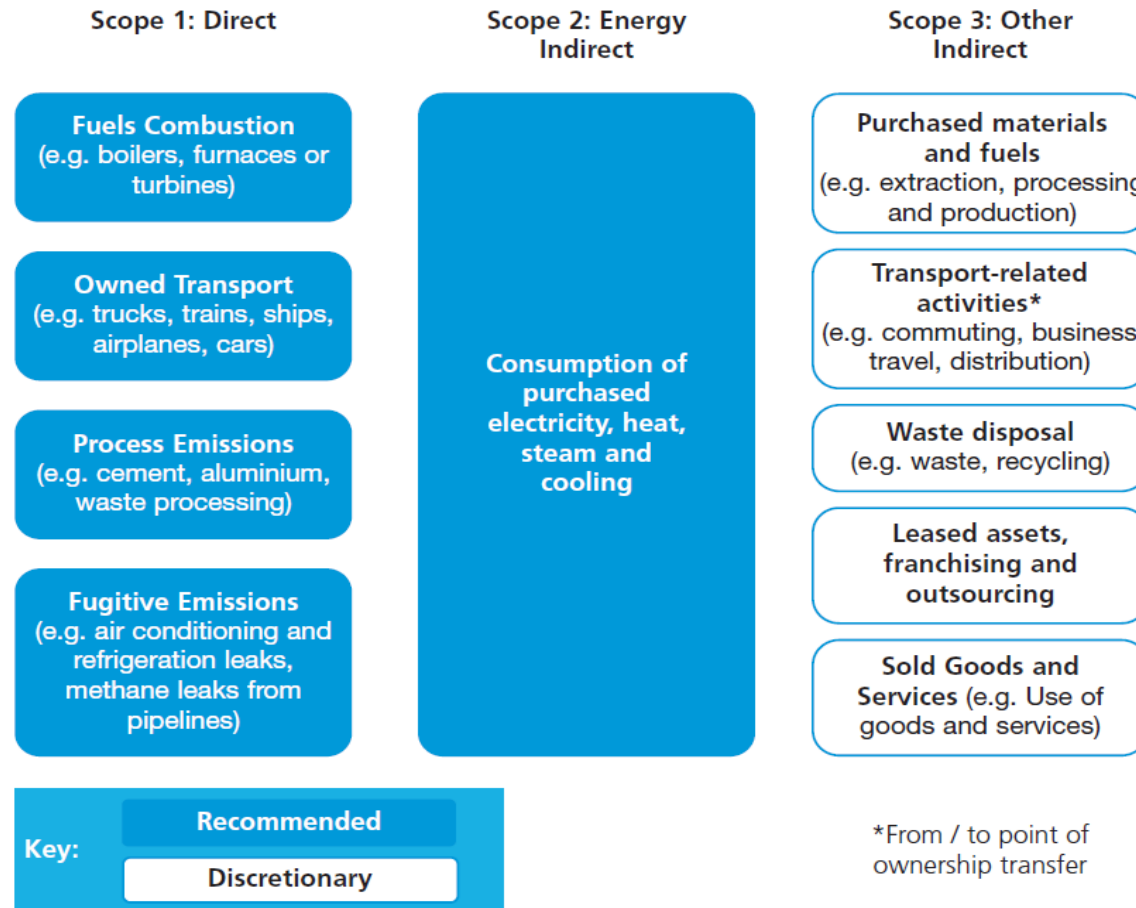 Scope 1: Direct
Fuels Combustion
(e.g. boilers, furnaces or
turbines)
Owned Transport
(e.g. trucks, trains, ships,
airplanes, cars)
Process Emissions
(e.g. cement, aluminium,
waste processing)
Fugitive Emissions
(e.g. air conditioning and
refrigeration leaks,
methane leaks from
pipelines)
Scope 2: Energy
Indirect
Consumption of
purchased
electricity, heat,
steam and
cooling
Scope 3: Other
Indirect
Purchased materials
and fuels
(e.g. extraction, processing
and production)
Transport-related
activities*
(e.g. commuting, business
travel, distribution)
Waste disposal
(e.g. waste, recycling)
Leased assets,
franchising and
outsourcing
Sold Goods and
Services (e.g. Use of
goods and services)
Key:
Recommended
Discretionary
*From / to point of
ownership transfer